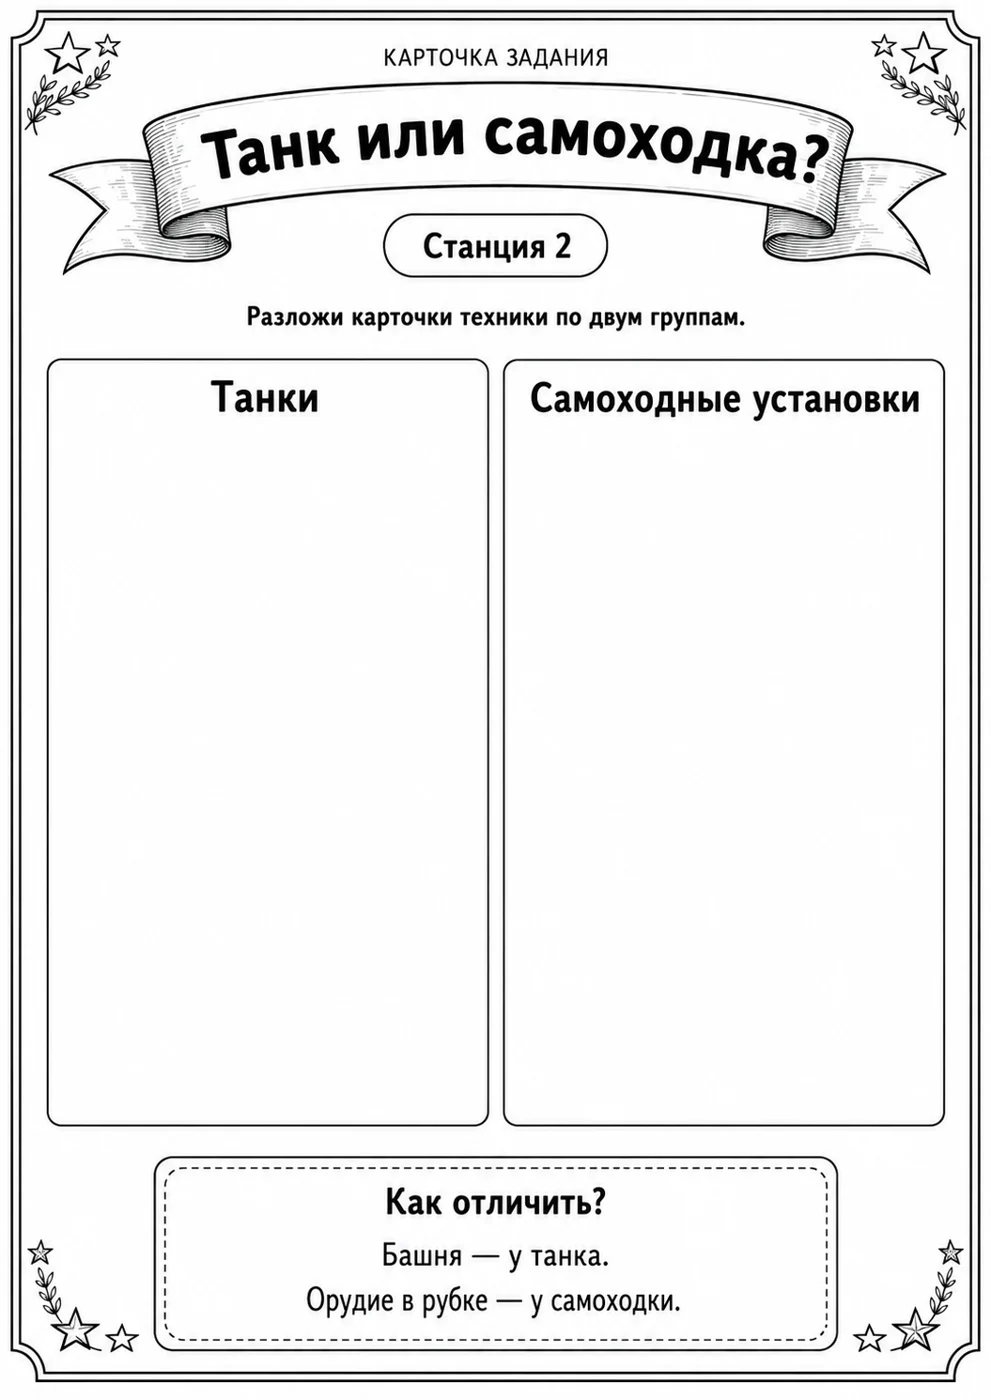 КАРТОЧКА ЗАДАНИЯ
Танк или самоходка?
Станция 2
Разложи карточки техники по двум группам.
Танки
Самоходные установки
Как отличить?
Башня — у танка.
Орудие в рубке — у самоходки.